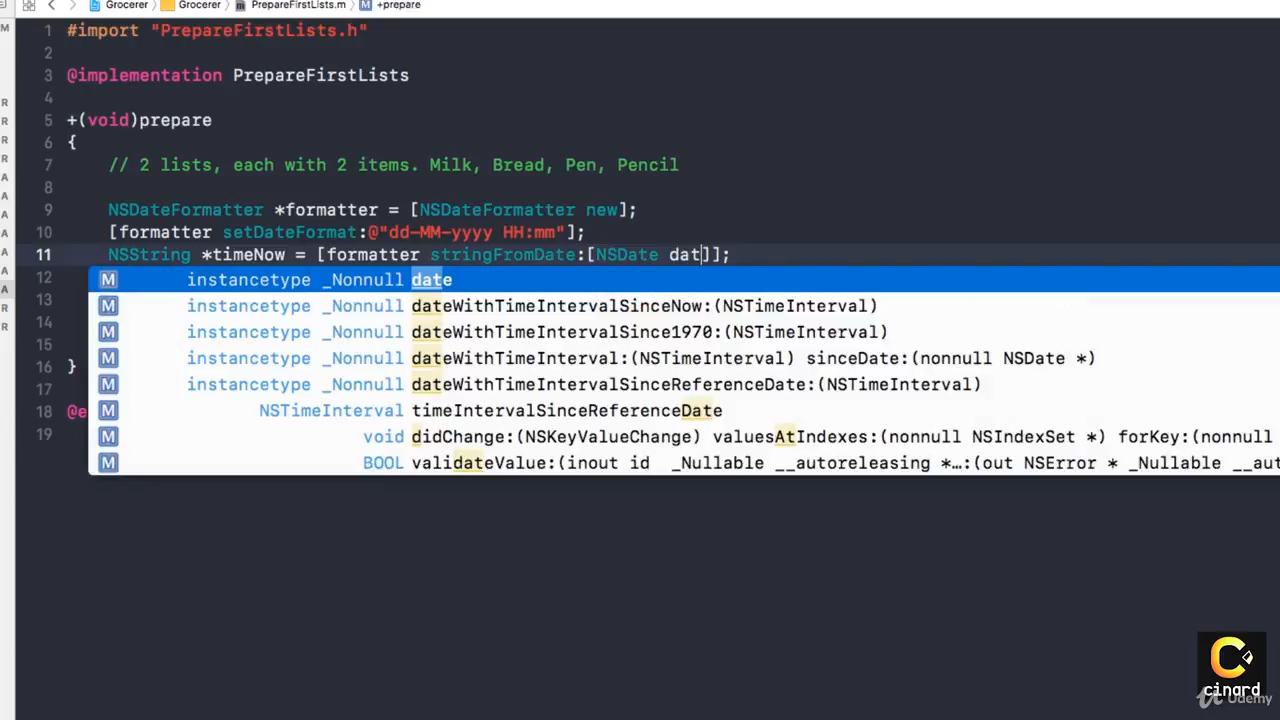 Grocerer
Grocerer
PrepareFirstLists.m
M +prepare
M
1 #import "PrepareFirstLists.h"
2
3 @implementation PrepareFirstLists
4
5 +(void)prepare
6 {
7 // 2 lists, each with 2 items. Milk, Bread, Pen, Pencil
8
9 NSDateFormatter *formatter = [NSDateFormatter new];
10 [formatter setDateFormat:@"dd-MM-yyyy HH:mm"];
11 NSString *timeNow = [formatter stringFromDate:[NSDate dat]];
12
13
14
15
16 }
17
18 @e
19
R
R
R
R
A
A
A
A
A
R
R
M instancetype _Nonnull date
M instancetype _Nonnull dateWithTimeIntervalSinceNow:(NSTimeInterval)
M instancetype _Nonnull dateWithTimeIntervalSince1970:(NSTimeInterval)
M instancetype _Nonnull dateWithTimeInterval:(NSTimeInterval) sinceDate:(nonnull NSDate *)
M instancetype _Nonnull dateWithTimeIntervalSinceReferenceDate:(NSTimeInterval)
M NSTimeInterval timeIntervalSinceReferenceDate
M void didChange:(NSKeyValueChange) valuesAtIndexes:(nonnull NSIndexSet *) forKey:(nonnull
M BOOL validateValue:(inout id _Nullable __autoreleasing *…:(out NSError * _Nullable __auto
cinard
Udemy